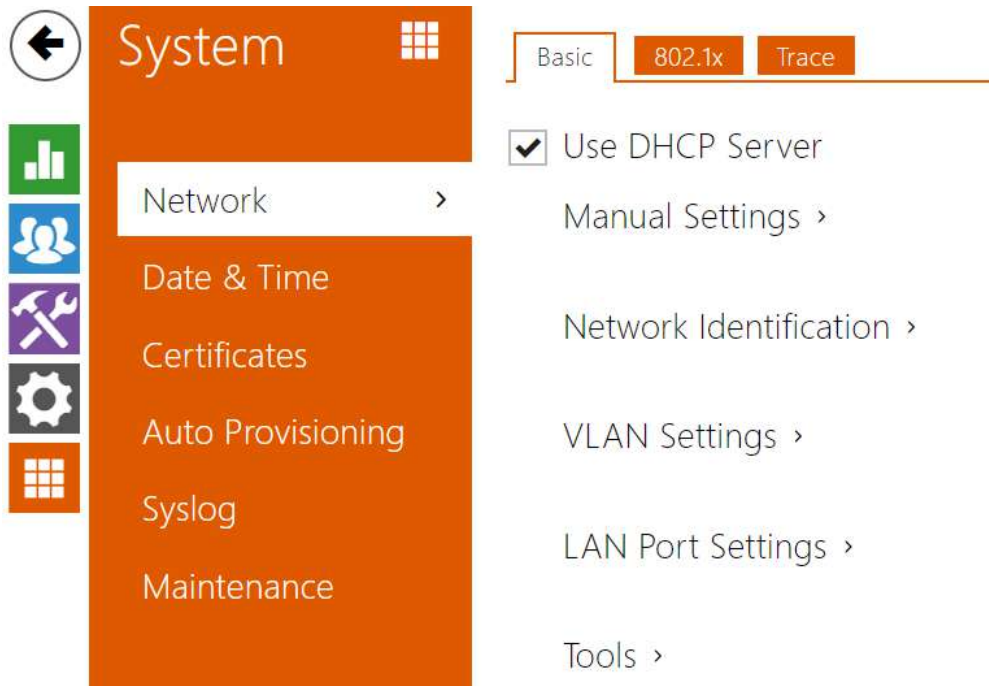 System
Network >
Date & Time
Certificates
Auto Provisioning
Syslog
Maintenance
Basic 802.1x Trace
Use DHCP Server
Manual Settings >
Network Identification >
VLAN Settings >
LAN Port Settings >
Tools >